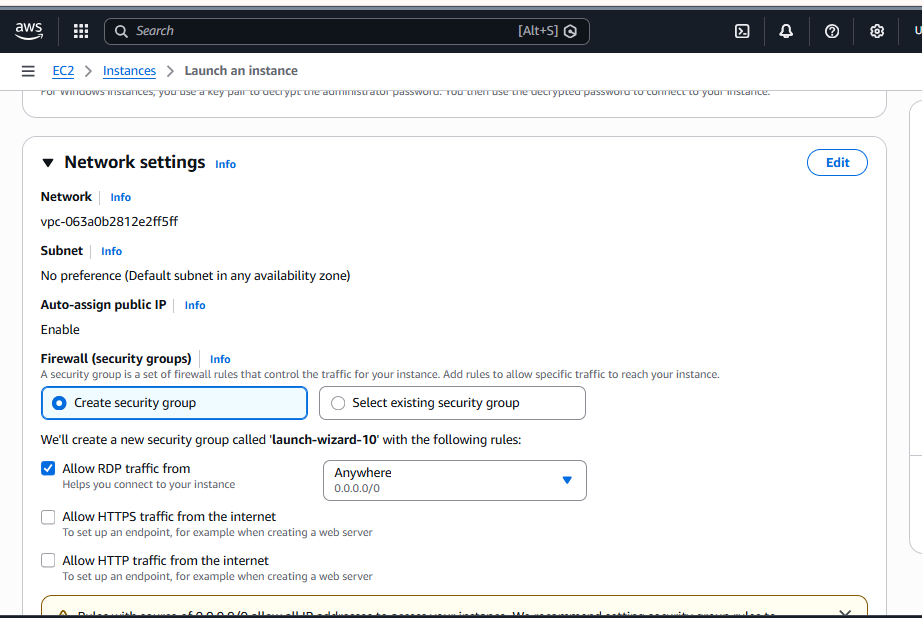 aws
Search [Alt+S]
EC2 Instances Launch an instance
For Windows instances, you use a key pair to decrypt the administrator password. You then use the decrypted password to connect to your instance.
Network settings Info Edit
Network Info
vpc-063a0b2812e2ff5ff
Subnet Info
No preference (Default subnet in any availability zone)
Auto-assign public IP Info
Enable
Firewall (security groups) Info
A security group is a set of firewall rules that control the traffic for your instance. Add rules to allow specific traffic to reach your instance.
Create security group Select existing security group
We'll create a new security group called 'launch-wizard-10' with the following rules:
Allow RDP traffic from
Helps you connect to your instance
Anywhere
0.0.0.0/0
Allow HTTPS traffic from the internet
To set up an endpoint, for example when creating a web server
Allow HTTP traffic from the internet
To set up an endpoint, for example when creating a web server
Rules with source of 0.0.0.0/0 allow all IP addresses to access your instance. We recommend setting security group rules to